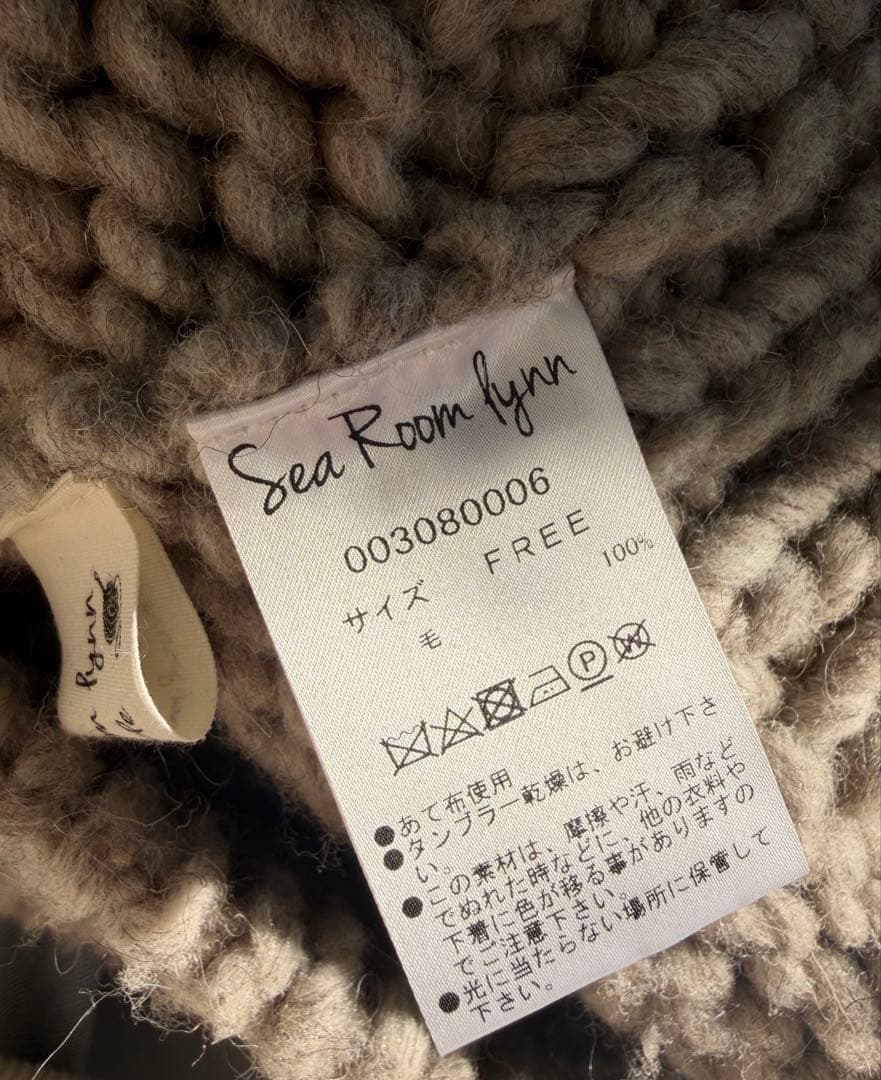 Sea Room lynn
003080006
サイズ FREE
毛 100%
P
W
●あて布使用
●タンブラー乾燥は、お避け下さ
い。
●この素材は、摩擦や汗、雨など
でぬれた時などに、他の衣料や
下着に色が移る事がありますの
でご注意下さい。
●光に当たらない場所に保管して
下さい。
lynn